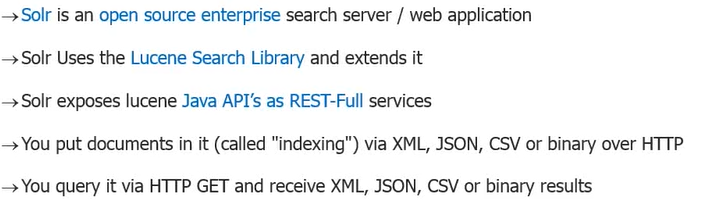 →Solr is an open source enterprise search server / web application
→Solr Uses the Lucene Search Library and extends it
→Solr exposes lucene Java API's as REST-Full services
→You put documents in it (called "indexing") via XML, JSON, CSV or binary over HTTP
→You query it via HTTP GET and receive XML, JSON, CSV or binary results